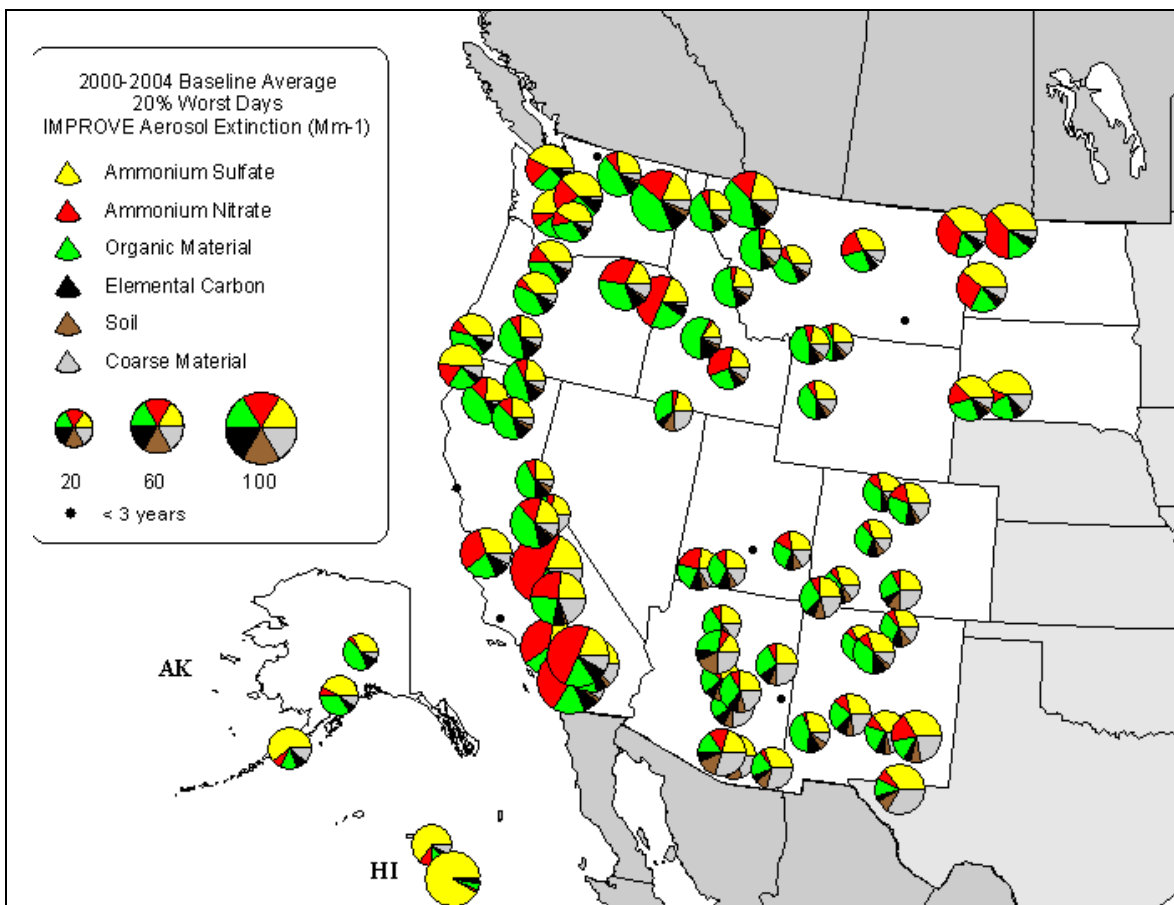 2000-2004 Baseline Average
20% Worst Days
IMPROVE Aerosol Extinction (Mm-1)
Ammonium Sulfate
Ammonium Nitrate
Organic Material
Elemental Carbon
Soil
Coarse Material
20 60 100
< 3 years
AK
HI